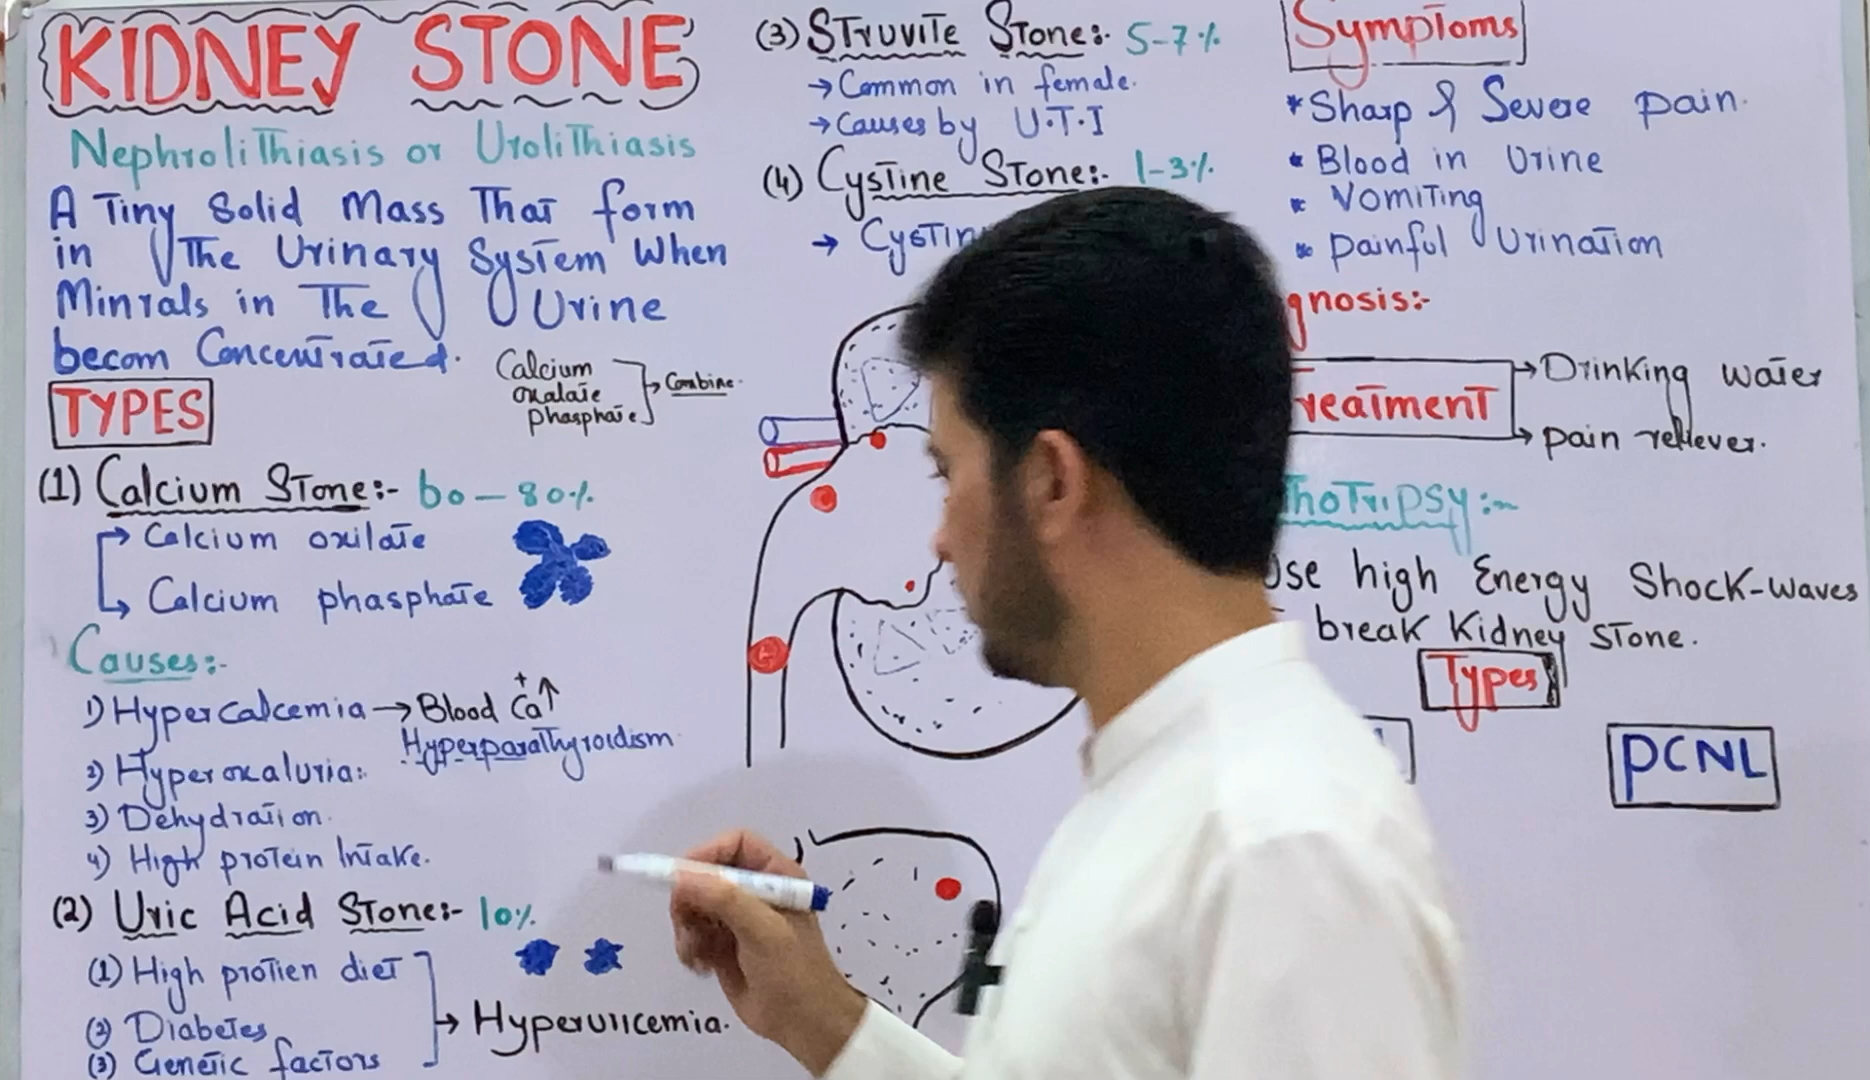 KIDNEY STONE
Nephrolithiasis or Urolithiasis
A Tiny Solid Mass That form
in The Urinary System When
Minrals in The Urine
becom Concentrated.
Calcium
oxalate
phosphate
Combine.
TYPES
(1) Calcium Stone:- 60-80%
Calcium oxilate
Calcium phosphate
Causes:-
1) Hypercalcemia → Blood Ca+↑
Hyperparathyroidism
2) Hyperoxaluria:
3) Dehydration.
4) High protein Intake.
(2) Uric Acid Stone:- 10%
(1) High protien diet
(2) Diabetes
(3) Genetic factors
→ Hyperuricemia.
(3) Struvite Stone:- 5-7%
→ Common in female.
→ Causes by U.T.I
(4) Cystine Stone:- 1-3%
→ Cystin
Symptoms
* Sharp & Severe pain.
* Blood in Urine
* Vomiting
* painful Urination
gnosis:-
reatment
→ Drinking water
→ pain reliever.
thotripsy:-
Use high Energy Shock-waves
break Kidney Stone.
Types
PCNL